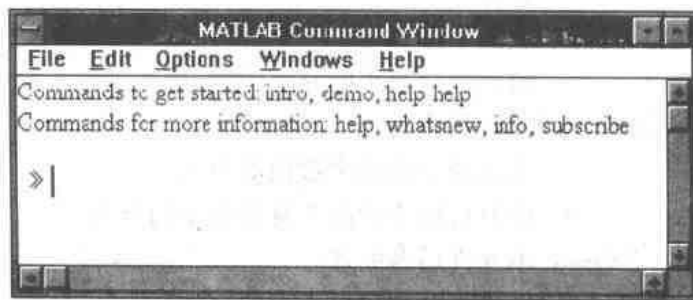 MATLAB Command Window
File Edit Options Windows Help
Commands to get started: intro, demo, help help
Commands for more information: help, whatsnew, info, subscribe
»